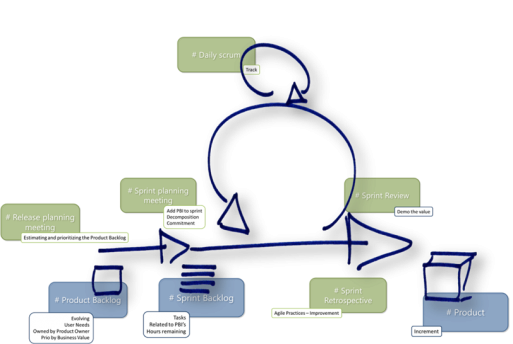 # Daily scrum
Track
# Sprint planning
meeting
Add PBI to sprint
Decomposition
Commitment
# Sprint Review
Demo the value
# Release planning
meeting
Estimating and prioritizing the Product Backlog
# Product Backlog
Evolving
User Needs
Owned by Product Owner
Prio by Business Value
# Sprint Backlog
Tasks
Related to PBI's
Hours remaining
# Sprint
Retrospective
Agile Practices – Improvement
# Product
Increment